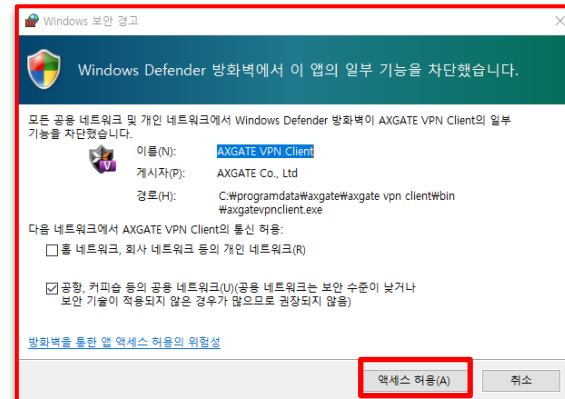 Windows 보안 경고
Windows Defender 방화벽에서 이 앱의 일부 기능을 차단했습니다.
모든 공용 네트워크 및 개인 네트워크에서 Windows Defender 방화벽이 AXGATE VPN Client의 일부
기능을 차단했습니다.
이름(N): AXGATE VPN Client
게시자(P): AXGATE Co., Ltd
경로(H): C:₩programdata₩axgate₩axgate vpn client₩bin
₩axgatevpnclient.exe
다음 네트워크에서 AXGATE VPN Client의 통신 허용:
홈 네트워크, 회사 네트워크 등의 개인 네트워크(R)
공항, 커피숍 등의 공용 네트워크(U)(공용 네트워크는 보안 수준이 낮거나
보안 기술이 적용되지 않은 경우가 많으므로 권장되지 않음)
방화벽을 통한 앱 액세스 허용의 위험성
액세스 허용(A) 취소